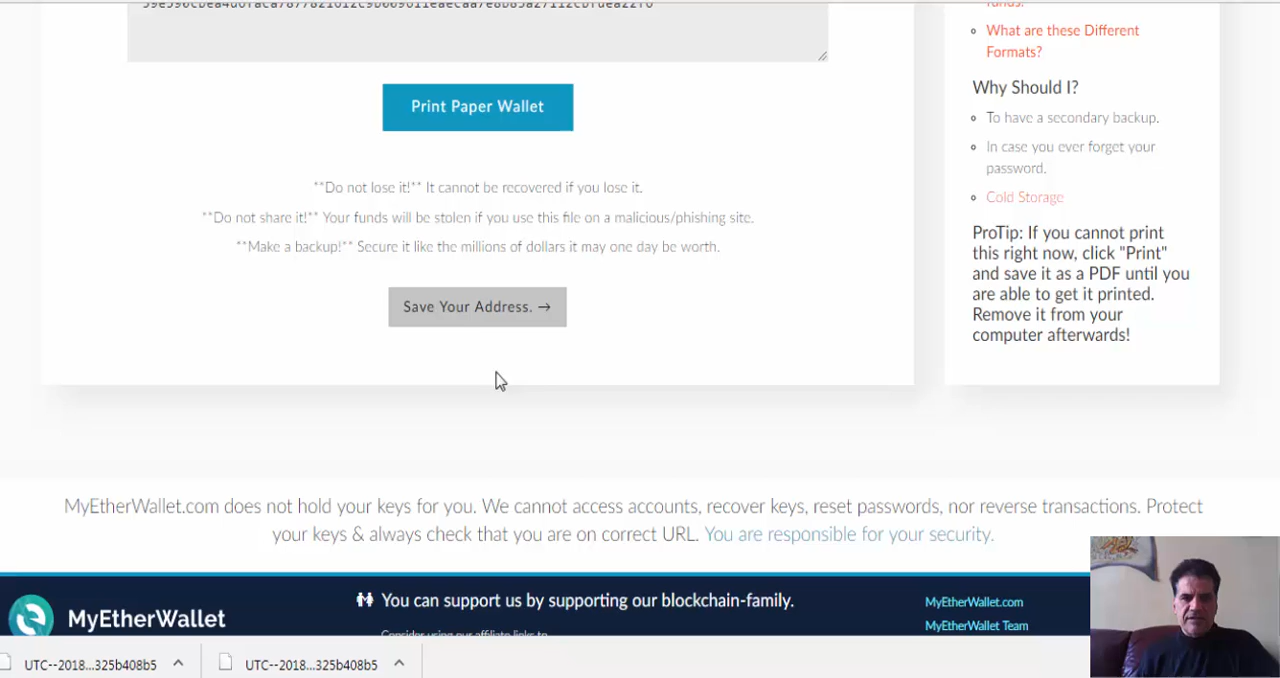 funds?
What are these Different
Formats?
Print Paper Wallet
Why Should I?
To have a secondary backup.
In case you ever forget your
password.
Cold Storage
**Do not lose it!** It cannot be recovered if you lose it.
**Do not share it!** Your funds will be stolen if you use this file on a malicious/phishing site.
**Make a backup!** Secure it like the millions of dollars it may one day be worth.
ProTip: If you cannot print
this right now, click "Print"
and save it as a PDF until you
are able to get it printed.
Remove it from your
computer afterwards!
Save Your Address. →
MyEtherWallet.com does not hold your keys for you. We cannot access accounts, recover keys, reset passwords, nor reverse transactions. Protect
your keys & always check that you are on correct URL. You are responsible for your security.
MyEtherWallet
You can support us by supporting our blockchain-family.
Consider using our affiliate links to
MyEtherWallet.com
MyEtherWallet Team
UTC--2018...325b408b5
UTC--2018...325b408b5